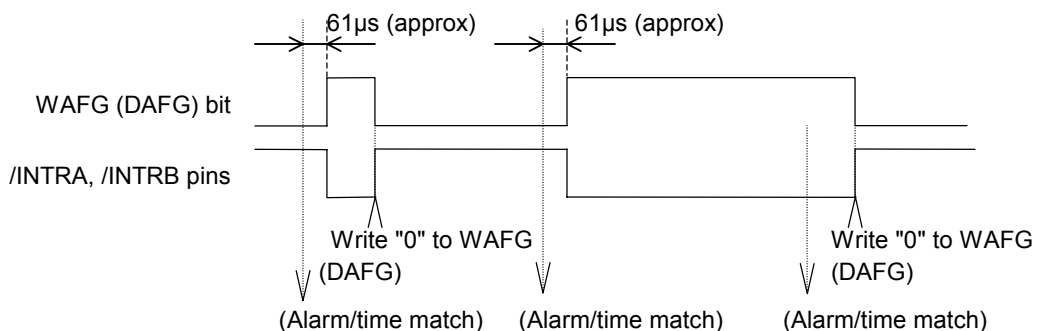 61µs (approx)
61µs (approx)
WAFG (DAFG) bit
/INTRA, /INTRB pins
Write "0" to WAFG
(DAFG)
Write "0" to WAFG
(DAFG)
(Alarm/time match)
(Alarm/time match)
(Alarm/time match)